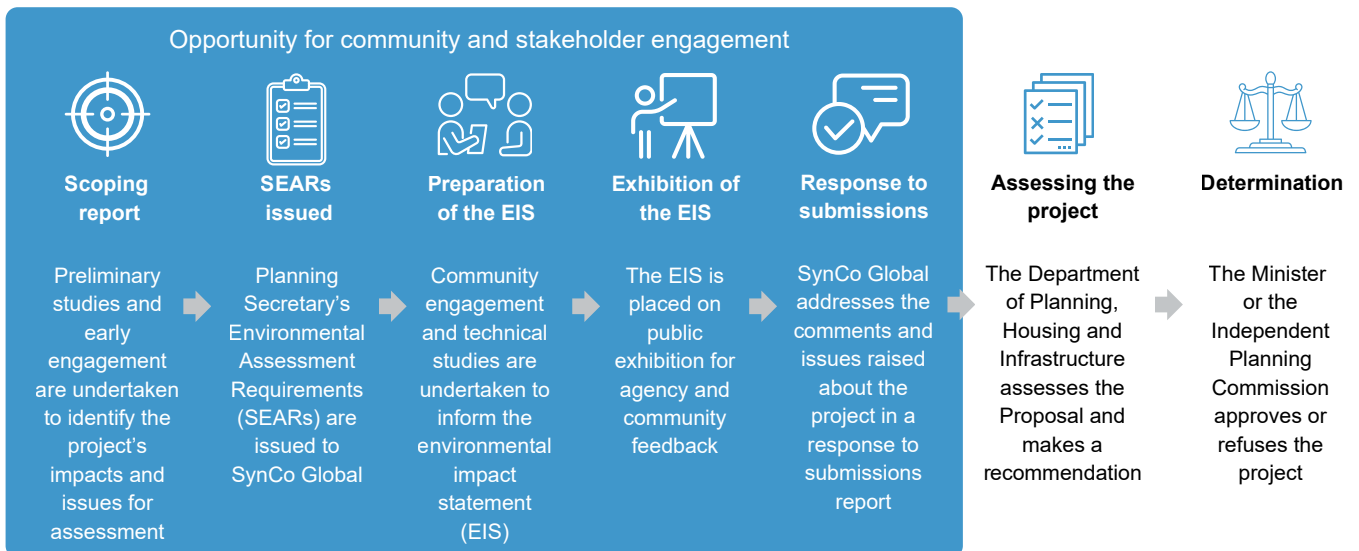 Opportunity for community and stakeholder engagement
Scoping
report
Preliminary
studies and
early
engagement
are undertaken
to identify the
project's
impacts and
issues for
assessment
SEARs
issued
Planning
Secretary's
Environmental
Assessment
Requirements
(SEARs) are
issued to
SynCo Global
Preparation
of the EIS
Community
engagement
and technical
studies are
undertaken to
inform the
environmental
impact
statement
(EIS)
Exhibition of
the EIS
The EIS is
placed on
public
exhibition for
agency and
community
feedback
Response to
submissions
SynCo Global
addresses the
comments and
issues raised
about the
project in a
response to
submissions
report
Assessing the
project
The Department
of Planning,
Housing and
Infrastructure
assesses the
Proposal and
makes a
recommendation
Determination
The Minister
or the
Independent
Planning
Commission
approves or
refuses the
project